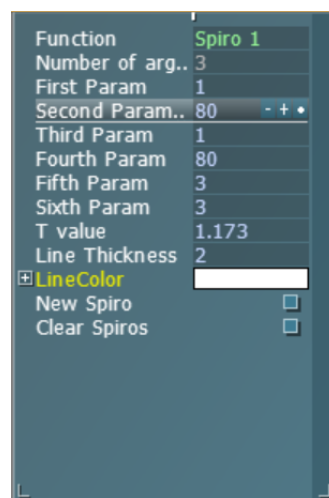 Function Spiro 1
Number of arg.. 3
First Param 1
Second Param.. 80 - + •
Third Param 1
Fourth Param 80
Fifth Param 3
Sixth Param 3
T value 1.173
Line Thickness 2
LineColor
New Spiro
Clear Spiros